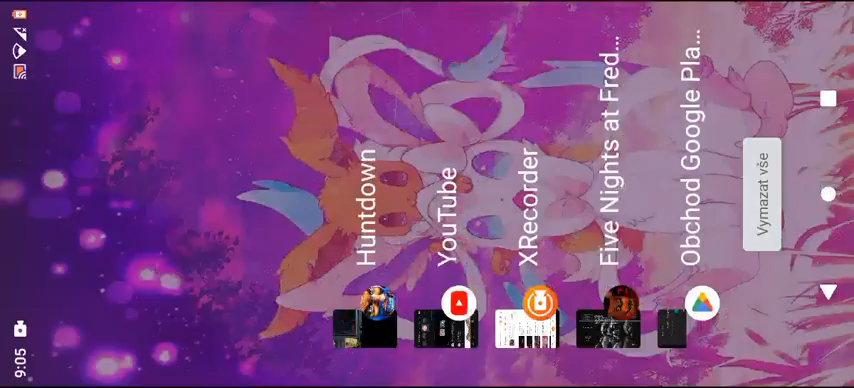 9:05
Huntdown
YouTube
XRecorder
Five Nights at Fred...
Obchod Google Pla...
Vymazat vše